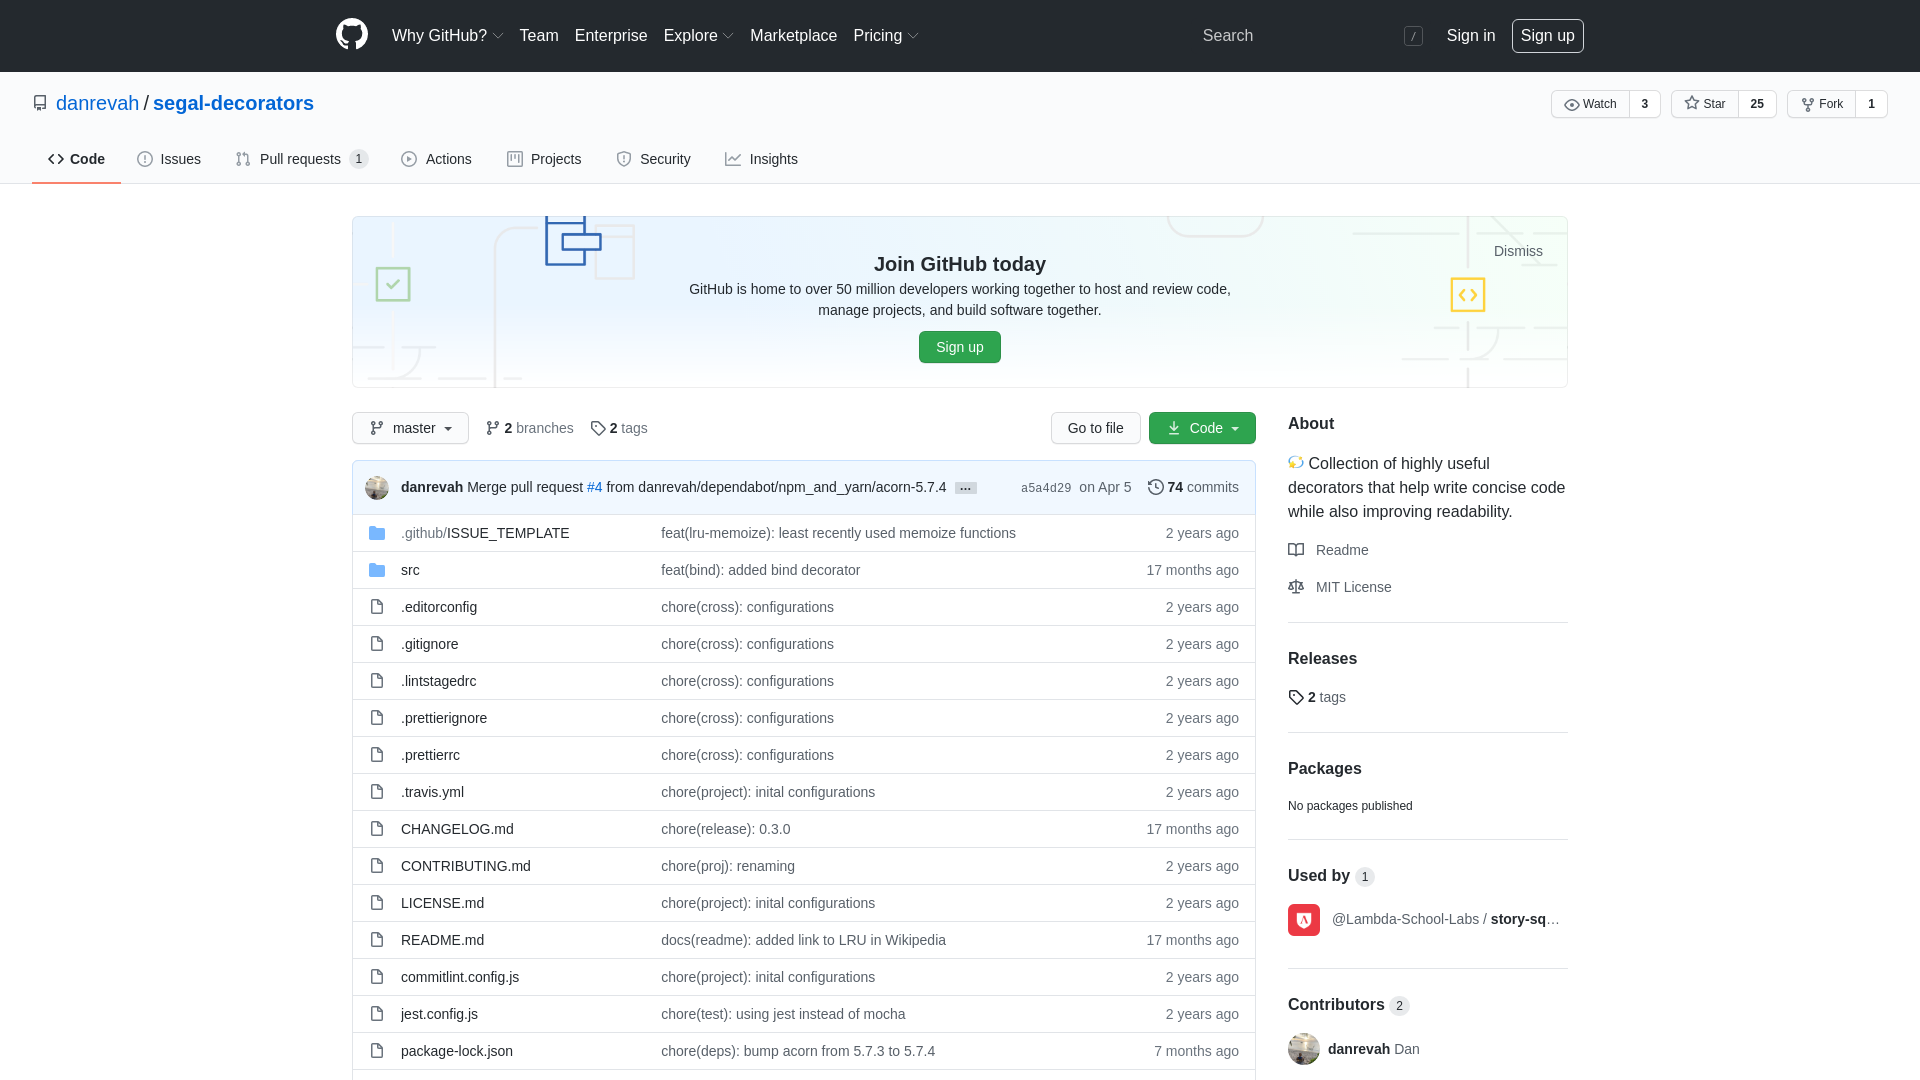 Why GitHub? Team Enterprise Explore Marketplace Pricing Search / Sign in Sign up
danrevah / segal-decorators Watch 3 Star 25 Fork 1
Code Issues Pull requests 1 Actions Projects Security Insights
Dismiss
Join GitHub today
GitHub is home to over 50 million developers working together to host and review code,
manage projects, and build software together.
Sign up
master 2 branches 2 tags Go to file Code
danrevah Merge pull request #4 from danrevah/dependabot/npm_and_yarn/acorn-5.7.4 … a5a4d29 on Apr 5 74 commits
.github/ISSUE_TEMPLATE feat(lru-memoize): least recently used memoize functions 2 years ago
src feat(bind): added bind decorator 17 months ago
.editorconfig chore(cross): configurations 2 years ago
.gitignore chore(cross): configurations 2 years ago
.lintstagedrc chore(cross): configurations 2 years ago
.prettierignore chore(cross): configurations 2 years ago
.prettierrc chore(cross): configurations 2 years ago
.travis.yml chore(project): inital configurations 2 years ago
CHANGELOG.md chore(release): 0.3.0 17 months ago
CONTRIBUTING.md chore(proj): renaming 2 years ago
LICENSE.md chore(project): inital configurations 2 years ago
README.md docs(readme): added link to LRU in Wikipedia 17 months ago
commitlint.config.js chore(project): inital configurations 2 years ago
jest.config.js chore(test): using jest instead of mocha 2 years ago
package-lock.json chore(deps): bump acorn from 5.7.3 to 5.7.4 7 months ago
About
Collection of highly useful
decorators that help write concise code
while also improving readability.
Readme
MIT License
Releases
2 tags
Packages
No packages published
Used by 1
@Lambda-School-Labs / story-sq…
Contributors 2
danrevah Dan